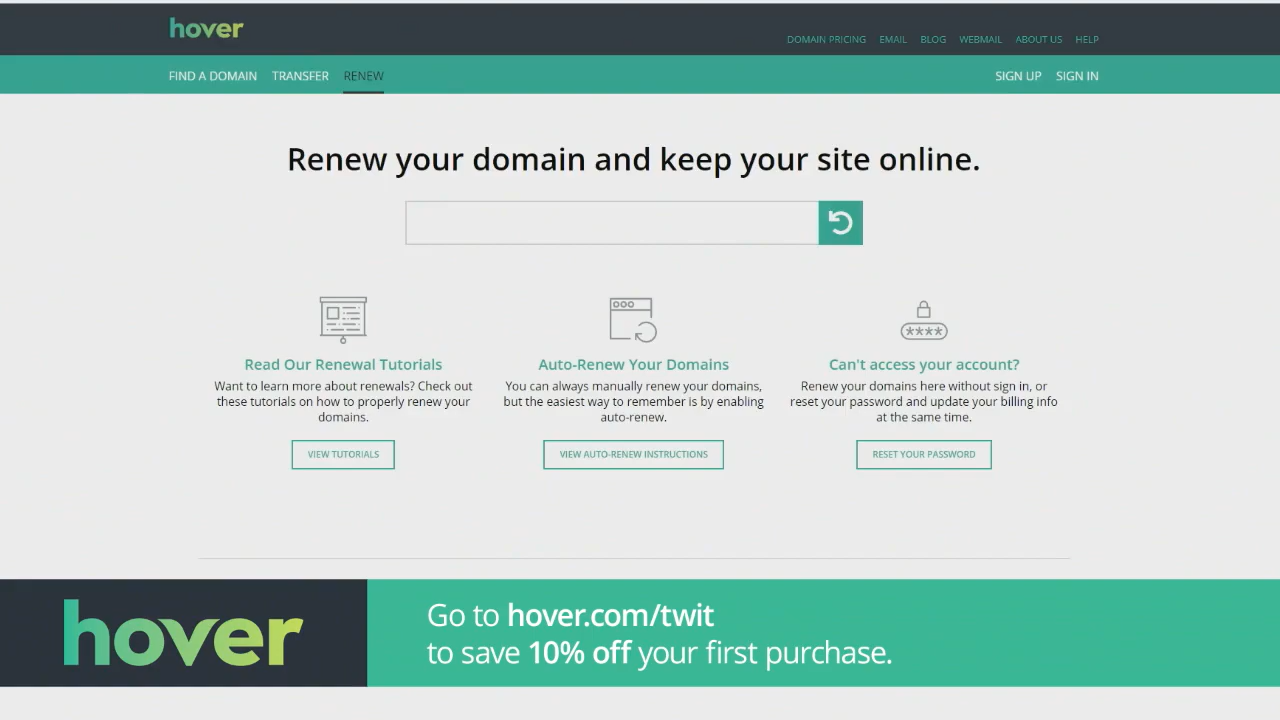 hover
DOMAIN PRICING EMAIL BLOG WEBMAIL ABOUT US HELP
FIND A DOMAIN TRANSFER RENEW SIGN UP SIGN IN
Renew your domain and keep your site online.
Read Our Renewal Tutorials
Want to learn more about renewals? Check out
these tutorials on how to properly renew your
domains.
VIEW TUTORIALS
Auto-Renew Your Domains
You can always manually renew your domains,
but the easiest way to remember is by enabling
auto-renew.
VIEW AUTO-RENEW INSTRUCTIONS
****
Can't access your account?
Renew your domains here without sign in, or
reset your password and update your billing info
at the same time.
RESET YOUR PASSWORD
hover
Go to hover.com/twit
to save 10% off your first purchase.